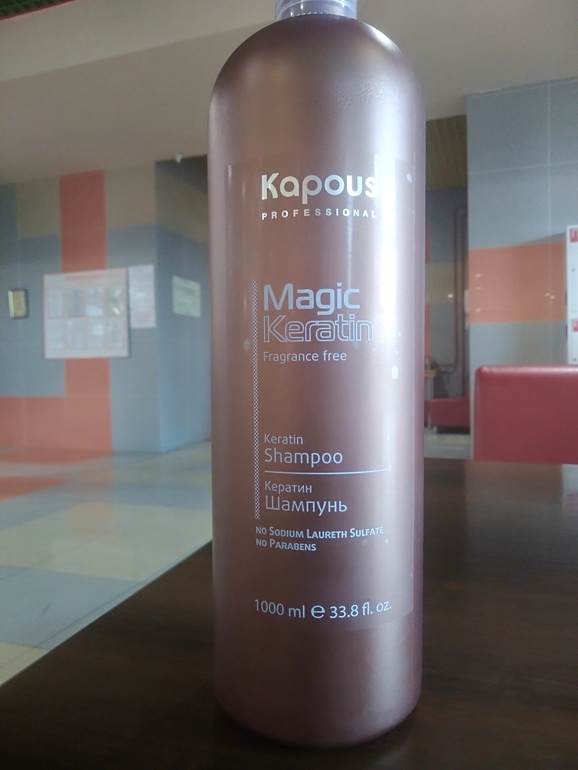 Kapous
PROFESSIONAL
Magic
Keratin
Fragrance free
Keratin
Shampoo
Кератин
Шампунь
NO SODIUM LAURETH SULFATE
NO PARABENS
1000 ml ℮ 33.8 fl. oz.